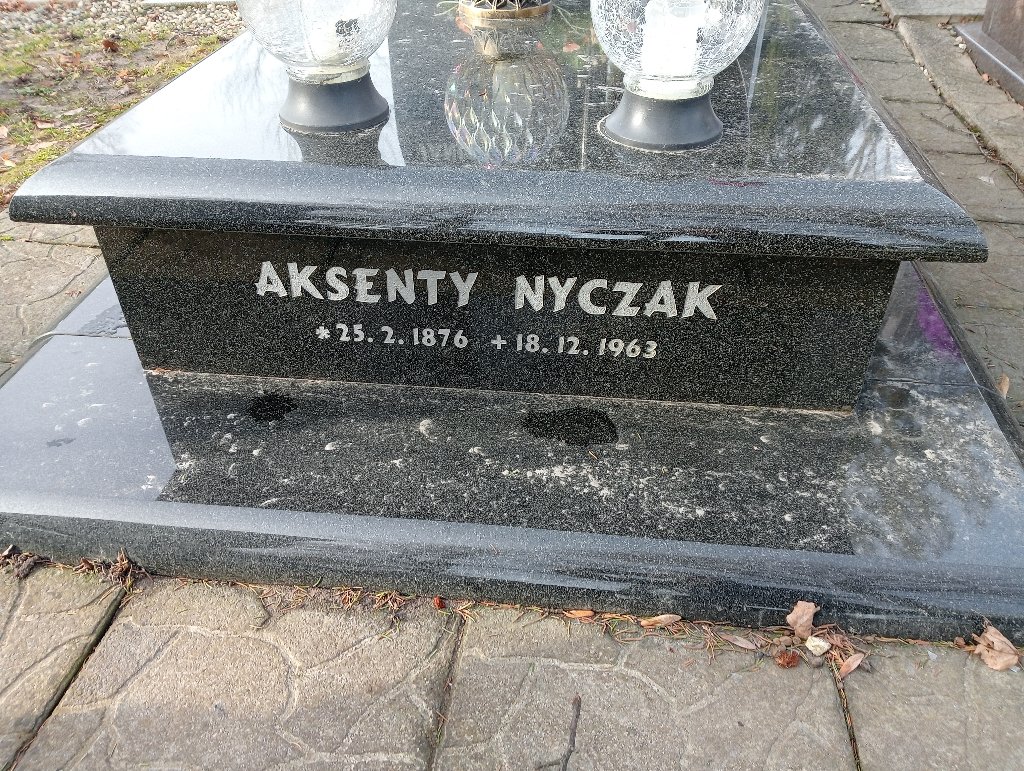 AKSENTY NYCZAK
*25. 2. 1876 +18. 12. 1963